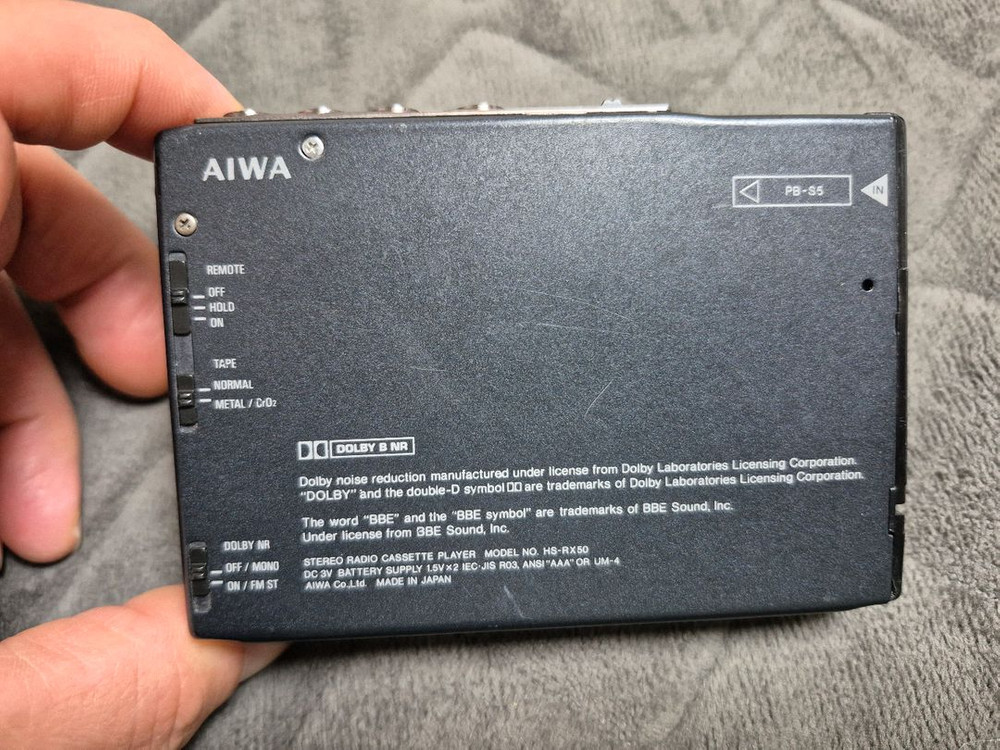 AIWA
PB-S5
IN
REMOTE
OFF
HOLD
ON
TAPE
NORMAL
METAL / CrO₂
DOLBY B NR
Dolby noise reduction manufactured under license from Dolby Laboratories Licensing Corporation.
"DOLBY" and the double-D symbol are trademarks of Dolby Laboratories Licensing Corporation.
The word "BBE" and the "BBE symbol" are trademarks of BBE Sound, Inc.
Under license from BBE Sound, Inc.
DOLBY NR
OFF / MONO
ON / FM ST
STEREO RADIO CASSETTE PLAYER MODEL NO. HS-RX50
DC 3V BATTERY SUPPLY 1.5V×2 IEC·JIS R03, ANSI "AAA" OR UM-4
AIWA Co.,Ltd. MADE IN JAPAN